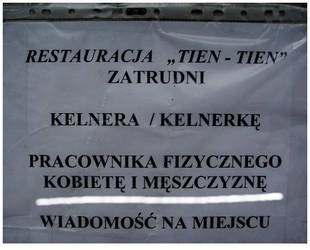 RESTAURACJA „TIEN - TIEN”
ZATRUDNI
KELNERA / KELNERKĘ
PRACOWNIKA FIZYCZNEGO
KOBIETĘ I MĘSZCZYZNĘ
WIADOMOŚĆ NA MIEJSCU